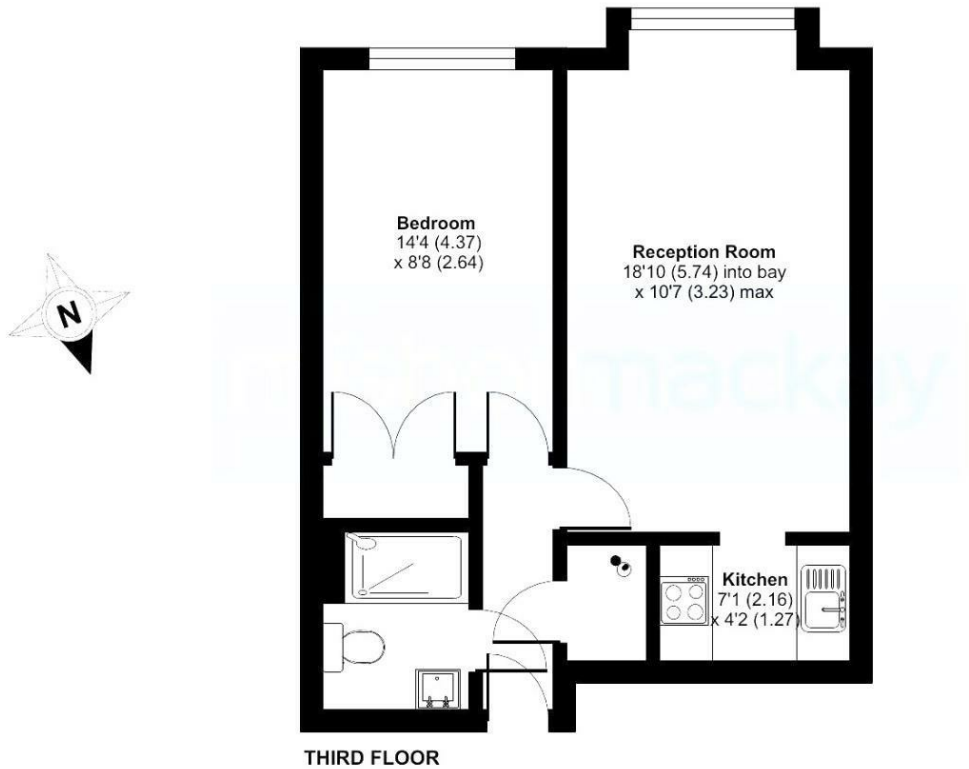 Bedroom
14'4 (4.37)
x 8'8 (2.64)
Reception Room
18'10 (5.74) into bay
x 10'7 (3.23) max
N
mackay
Kitchen
7'1 (2.16)
x 4'2 (1.27)
THIRD FLOOR